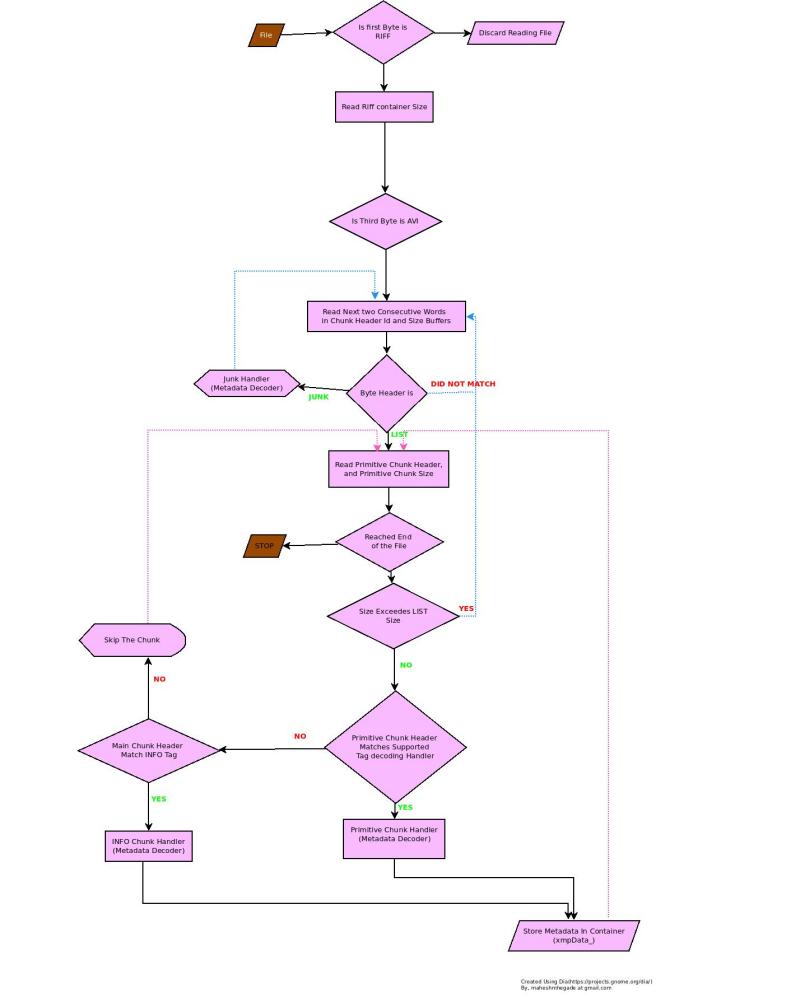 File
Is first Byte is
RIFF
Discard Reading File
Read Riff container Size
Is Third Byte is AVI
Read Next two Consecutive Words
in Chunk Header Id and Size Buffers
Junk Handler
(Metadata Decoder)
JUNK
Byte Header is
DID NOT MATCH
LIST
Read Primitive Chunk Header,
and Primitive Chunk Size
STOP
Reached End
of the File
Size Exceedes LIST
Size
YES
NO
Skip The Chunk
NO
Main Chunk Header
Match INFO Tag
NO
Primitive Chunk Header
Matches Supported
Tag decoding Handler
YES
YES
INFO Chunk Handler
(Metadata Decoder)
Primitive Chunk Handler
(Metadata Decoder)
Store Metadata In Container
(xmpData_)
Created Using Dia(https://projects.gnome.org/dia/)
By, maheshmhegade at gmail.com